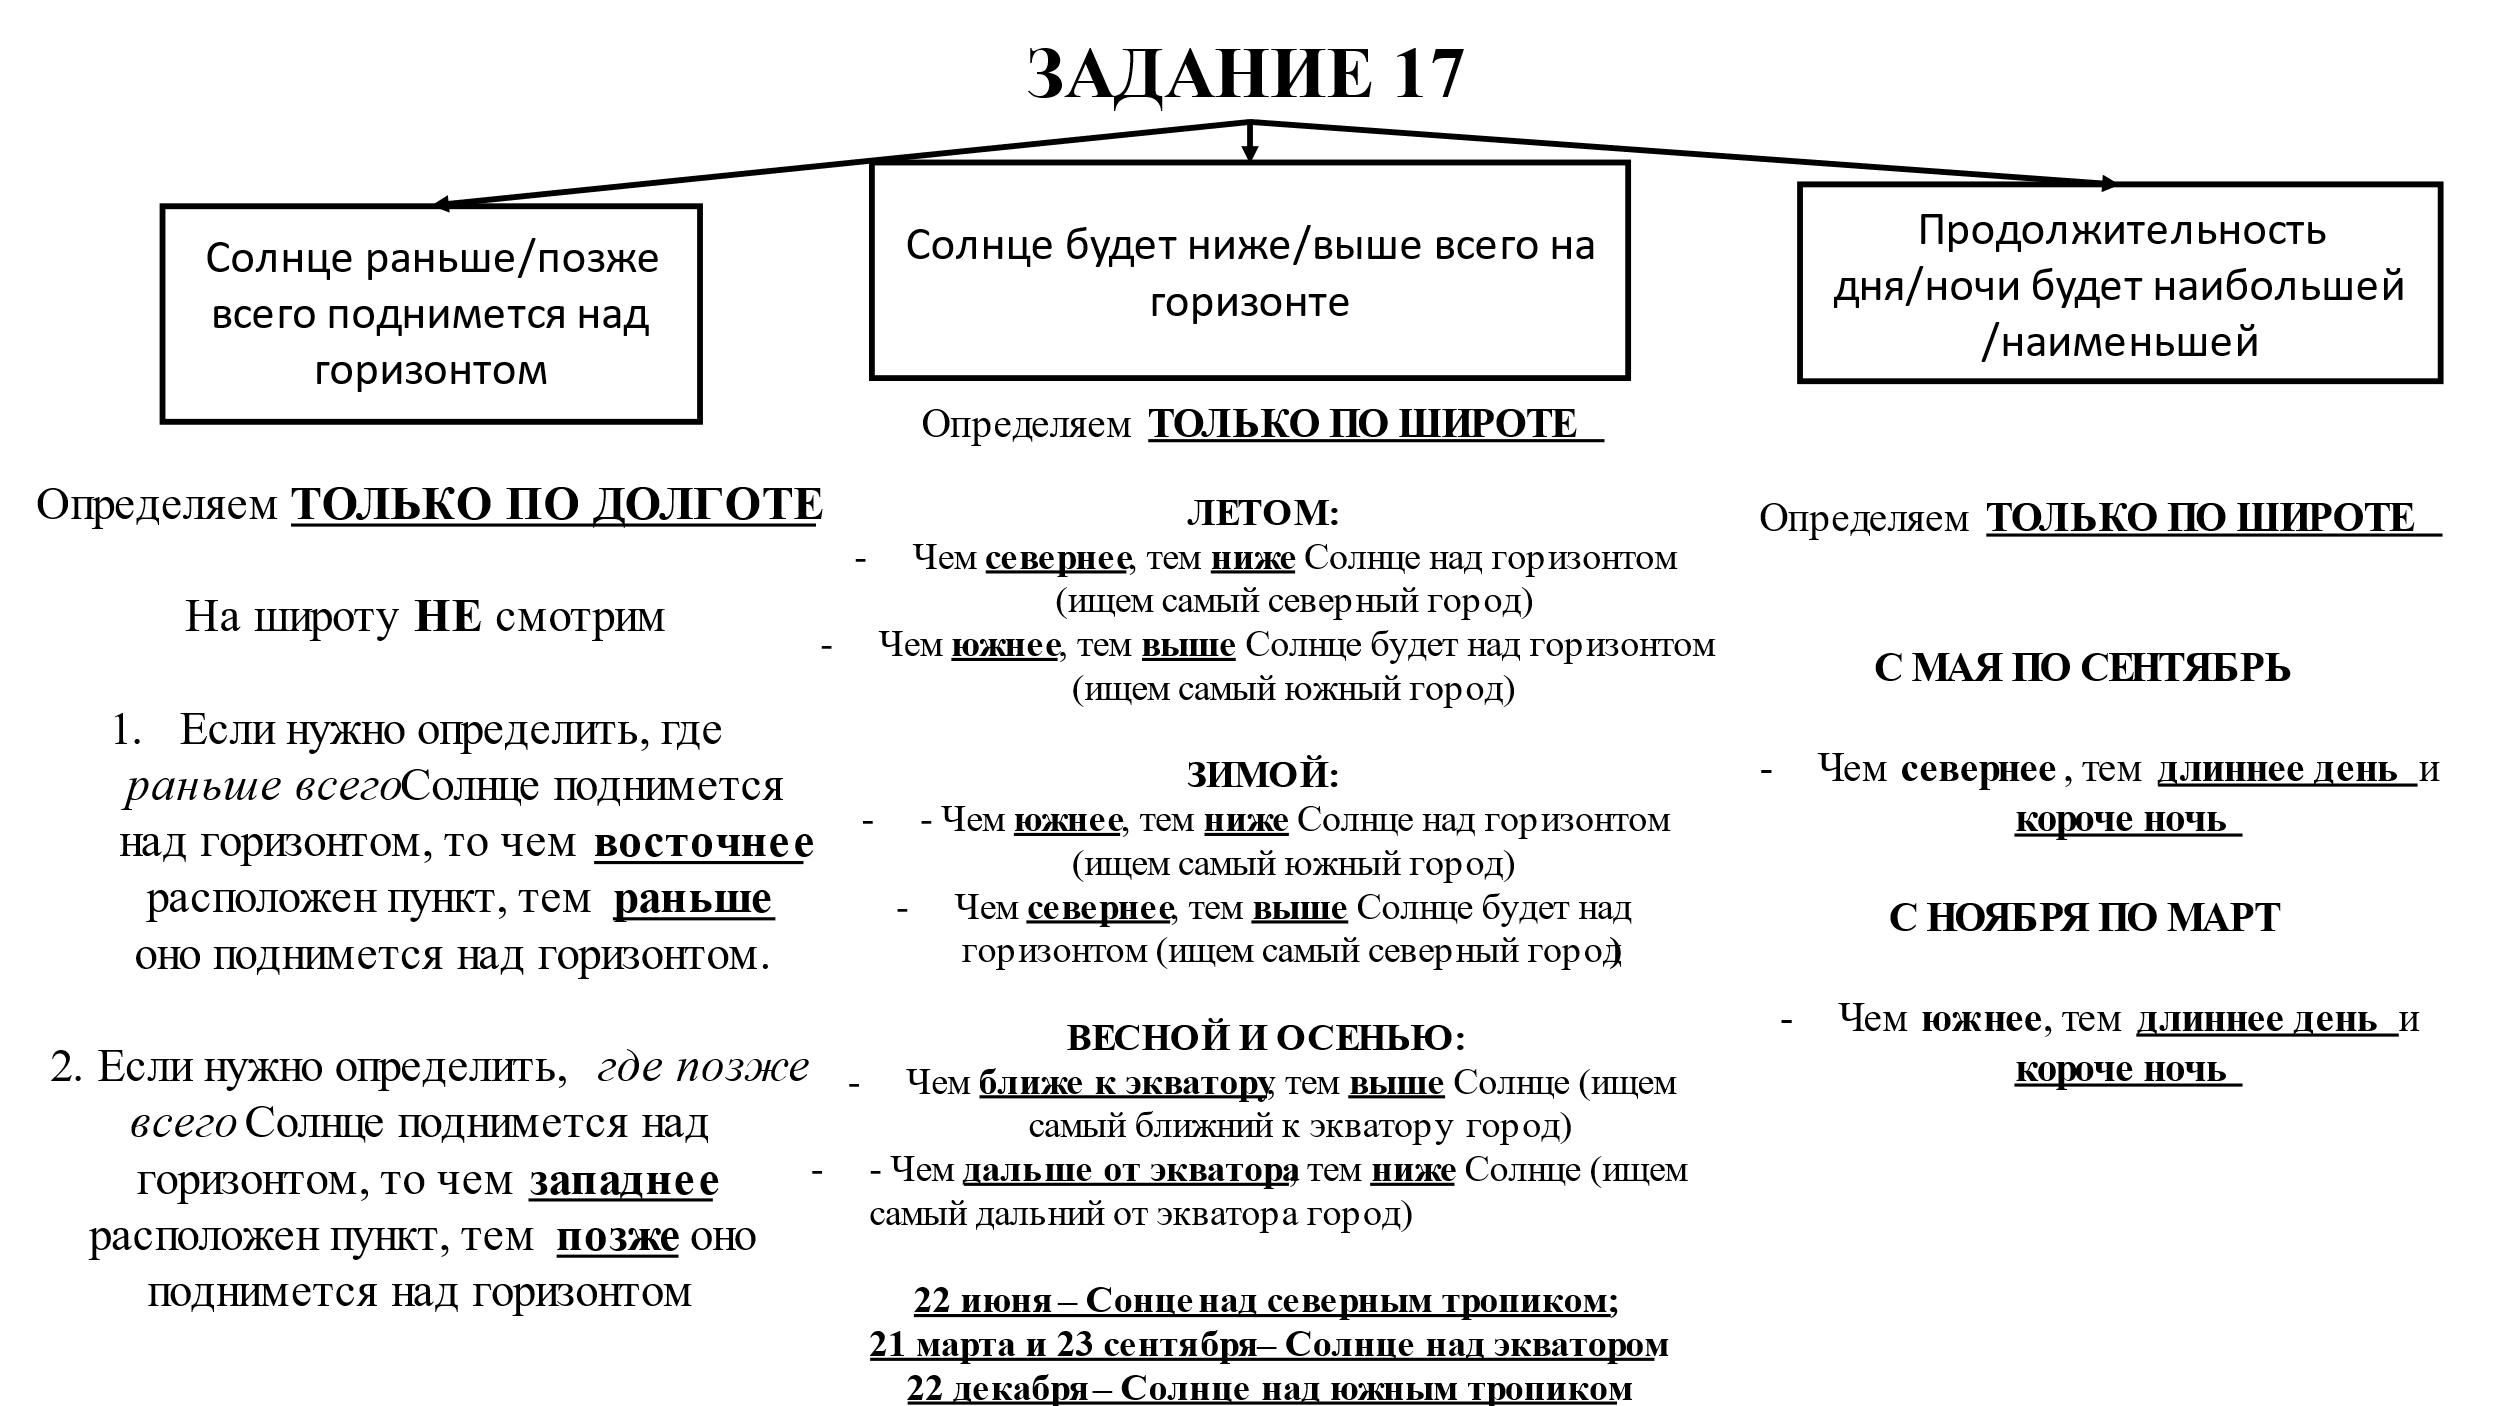 ЗАДАНИЕ 17
Солнце раньше/позже
всего поднимется над
горизонтом
Определяем ТОЛЬКО ПО ДОЛГОТЕ
На широту НЕ смотрим
1. Если нужно определить, где
раньше всего Солнце поднимется
над горизонтом, то чем восточнее
расположен пункт, тем раньше
оно поднимется над горизонтом.
2. Если нужно определить, где позже
всего Солнце поднимется над
горизонтом, то чем западнее
расположен пункт, тем позже оно
поднимется над горизонтом
Солнце будет ниже/выше всего на
горизонте
Определяем ТОЛЬКО ПО ШИРОТЕ
ЛЕТОМ:
- Чем севернее, тем ниже Солнце над горизонтом
(ищем самый северный город)
- Чем южнее, тем выше Солнце будет над горизонтом
(ищем самый южный город)
ЗИМОЙ:
- - Чем южнее, тем ниже Солнце над горизонтом
(ищем самый южный город)
- Чем севернее, тем выше Солнце будет над
горизонтом (ищем самый северный город)
ВЕСНОЙ И ОСЕНЬЮ:
- Чем ближе к экватору, тем выше Солнце (ищем
самый ближний к экватору город)
- - Чем дальше от экватора, тем ниже Солнце (ищем
самый дальний от экватора город)
22 июня – Сонце над северным тропиком;
21 марта и 23 сентября– Солнце над экватором
22 декабря – Солнце над южным тропиком
Продолжительность
дня/ночи будет наибольшей
/наименьшей
Определяем ТОЛЬКО ПО ШИРОТЕ
С МАЯ ПО СЕНТЯБРЬ
- Чем севернее , тем длиннее день и
короче ночь
С НОЯБРЯ ПО МАРТ
- Чем южнее, тем длиннее день и
короче ночь